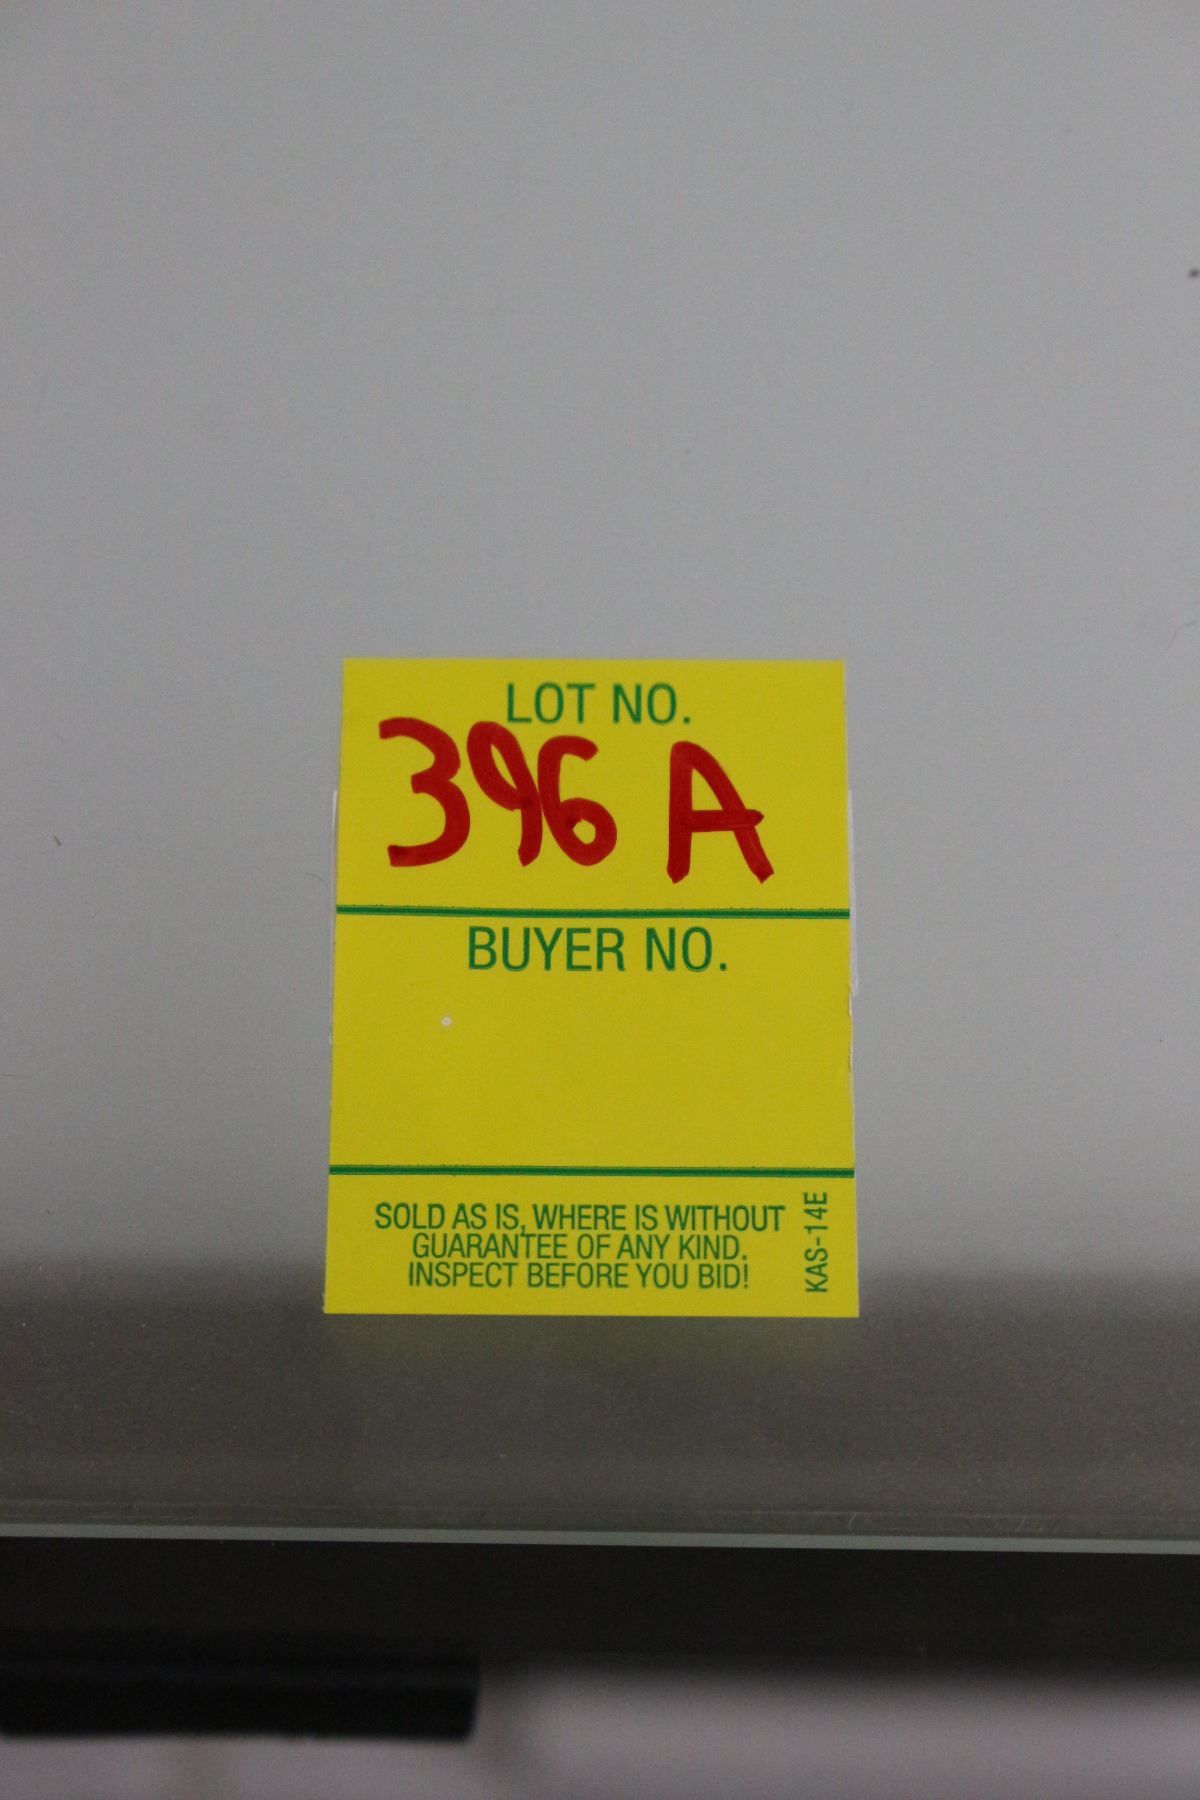 LOT NO.
396 A
BUYER NO.
SOLD AS IS, WHERE IS WITHOUT
GUARANTEE OF ANY KIND.
INSPECT BEFORE YOU BID!
KAS-14E